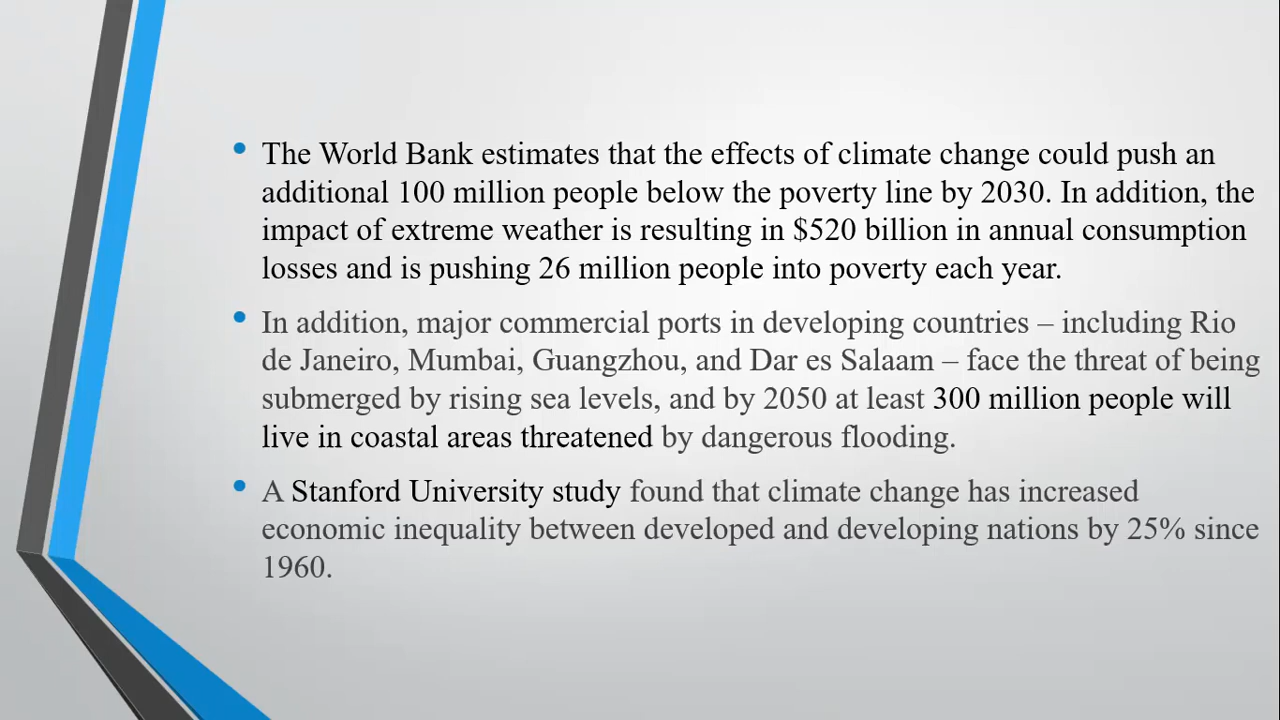 • The World Bank estimates that the effects of climate change could push an
additional 100 million people below the poverty line by 2030. In addition, the
impact of extreme weather is resulting in $520 billion in annual consumption
losses and is pushing 26 million people into poverty each year.
• In addition, major commercial ports in developing countries – including Rio
de Janeiro, Mumbai, Guangzhou, and Dar es Salaam – face the threat of being
submerged by rising sea levels, and by 2050 at least 300 million people will
live in coastal areas threatened by dangerous flooding.
• A Stanford University study found that climate change has increased
economic inequality between developed and developing nations by 25% since
1960.